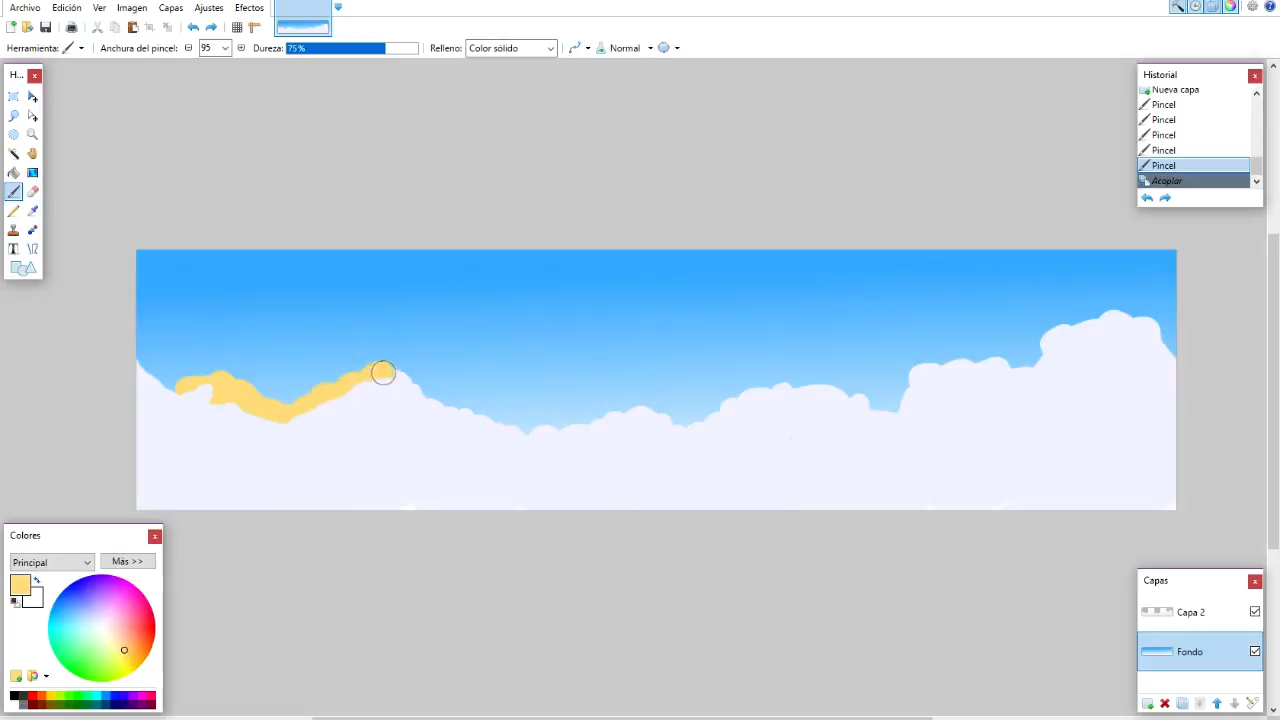 Archivo Edición Ver Imagen Capas Ajustes Efectos
Herramienta: Anchura del pincel: 95 Dureza: 75% Relleno: Color sólido Normal
H...
Historial
Nueva capa
Pincel
Pincel
Pincel
Pincel
Pincel
Acoplar
Colores
Principal Más >>
Capas
Capa 2
Fondo